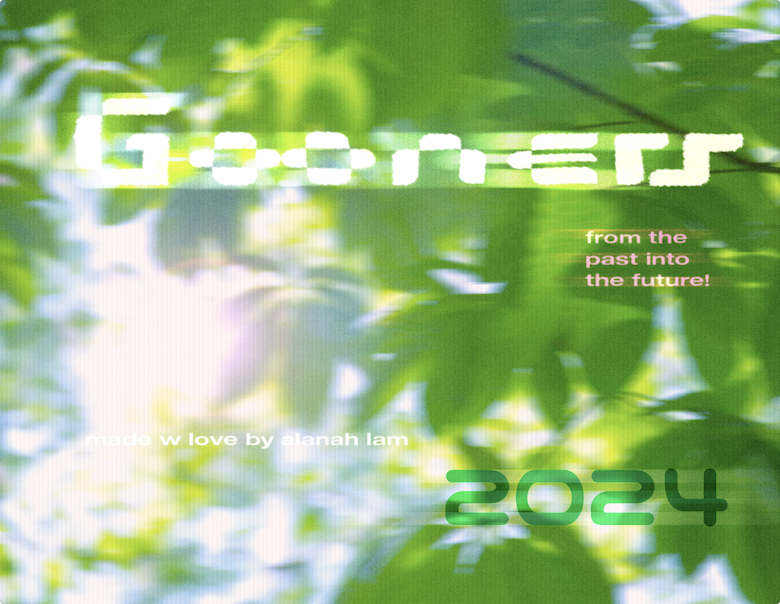 Gooners
from the
past into
the future!
made w love by alanah lam
2024